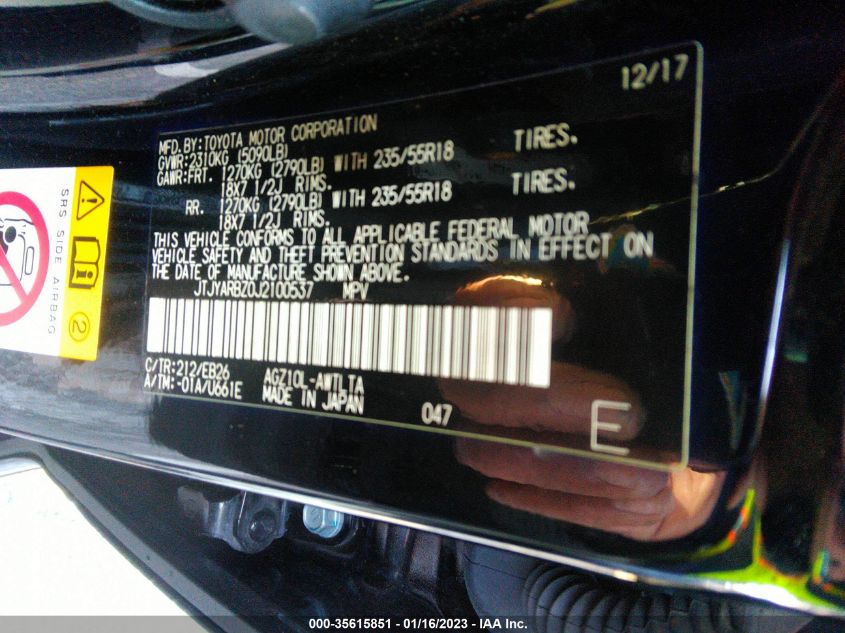 12/17
MFD.BY:TOYOTA MOTOR CORPORATION
GVWR:2310KG (5090LB)
GAWR:FRT. 1270KG (2790LB) WITH 235/55R18 TIRES.
18X7 1/2J RIMS.
RR. 1270KG (2790LB) WITH 235/55R18 TIRES.
18X7 1/2J RIMS.
THIS VEHICLE CONFORMS TO ALL APPLICABLE FEDERAL MOTOR
VEHICLE SAFETY AND THEFT PREVENTION STANDARDS IN EFFECT ON
THE DATE OF MANUFACTURE SHOWN ABOVE.
JTJYARBZ0J2100537 MPV
C/TR:212/EB26 AGZ10L-AWTLTA
A/TM:-01A/U661E MADE IN JAPAN 047
E
SRS SIDE AIRBAG
2
000-35615851 - 01/16/2023 - IAA Inc.